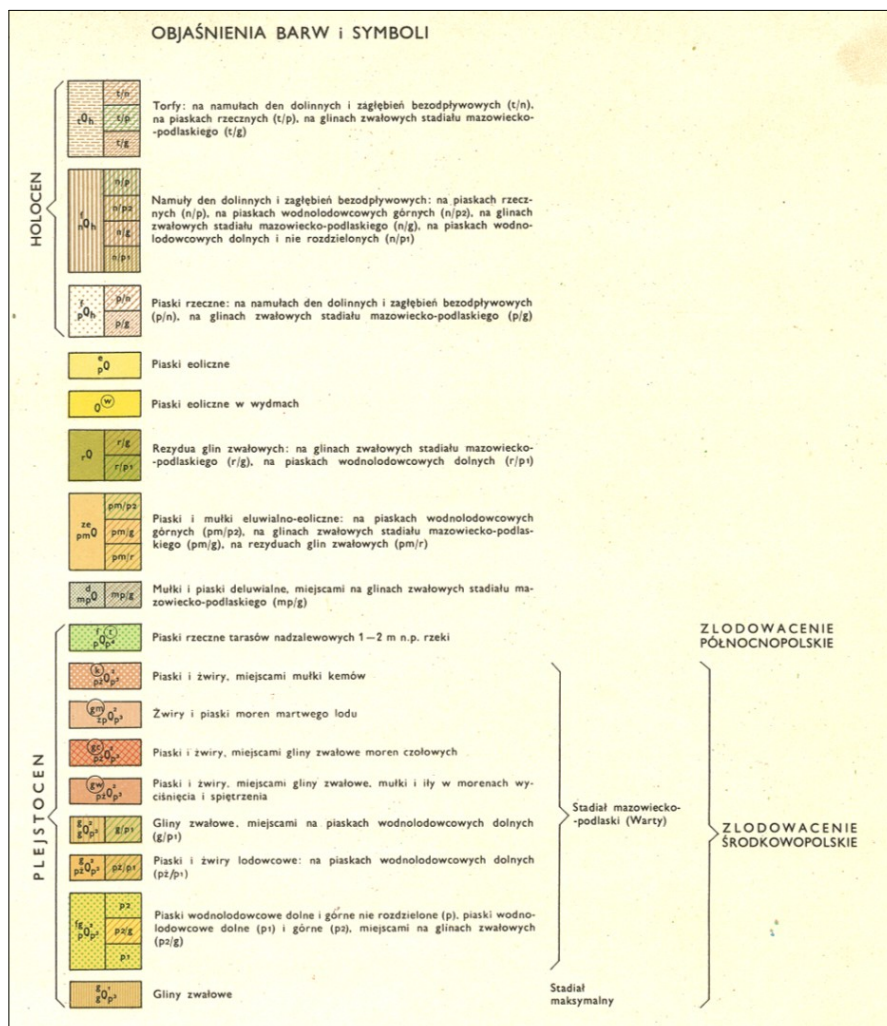 OBJAŚNIENIA BARW i SYMBOLI
HOLOCEN
tQh
t/n
t/p
t/g
Torfy: na namułach den dolinnych i zagłębień bezodpływowych (t/n),
na piaskach rzecznych (t/p), na glinach zwałowych stadiału mazowiecko-
-podlaskiego (t/g)
f
nQh
n/p
n/p2
n/g
n/p1
Namuły den dolinnych i zagłębień bezodpływowych: na piaskach rzecz-
nych (n/p), na piaskach wodnolodowcowych górnych (n/p2), na glinach
zwałowych stadiału mazowiecko-podlaskiego (n/g), na piaskach wodno-
lodowcowych dolnych i nie rozdzielonych (n/p1)
f
pQh
p/n
p/g
Piaski rzeczne: na namułach den dolinnych i zagłębień bezodpływowych
(p/n), na glinach zwałowych stadiału mazowiecko-podlaskiego (p/g)
e
pQ
Piaski eoliczne
Q w
Piaski eoliczne w wydmach
rQ
r/g
r/p1
Rezydua glin zwałowych: na glinach zwałowych stadiału mazowiecko-
-podlaskiego (r/g), na piaskach wodnolodowcowych dolnych (r/p1)
ze
pmQ
pm/p2
pm/g
pm/r
Piaski i mułki eluwialno-eoliczne: na piaskach wodnolodowcowych
górnych (pm/p2), na glinach zwałowych stadiału mazowiecko-podlas-
kiego (pm/g), na rezyduach glin zwałowych (pm/r)
d
mpQ
mp/g
Mułki i piaski deluwialne, miejscami na glinach zwałowych stadiału ma-
zowiecko-podlaskiego (mp/g)
PLEJSTOCEN
Piaski rzeczne tarasów nadzalewowych 1–2 m n.p. rzeki
ZLODOWACENIE
PÓŁNOCNOPOLSKIE
Piaski i żwiry, miejscami mułki kemów
Żwiry i piaski moren martwego lodu
Piaski i żwiry, miejscami gliny zwałowe moren czołowych
Piaski i żwiry, miejscami gliny zwałowe, mułki i iły w morenach wy-
ciśnięcia i spiętrzenia
g/p1
Gliny zwałowe, miejscami na piaskach wodnolodowcowych dolnych
(g/p1)
Stadiał mazowiecko-
-podlaski (Warty)
ZLODOWACENIE
ŚRODKOWOPOLSKIE
pż/p1
Piaski i żwiry lodowcowe: na piaskach wodnolodowcowych dolnych
(pż/p1)
p2
p2/g
p1
Piaski wodnolodowcowe dolne i górne nie rozdzielone (p), piaski wodno-
lodowcowe dolne (p1) i górne (p2), miejscami na glinach zwałowych
(p2/g)
Gliny zwałowe
Stadiał
maksymalny